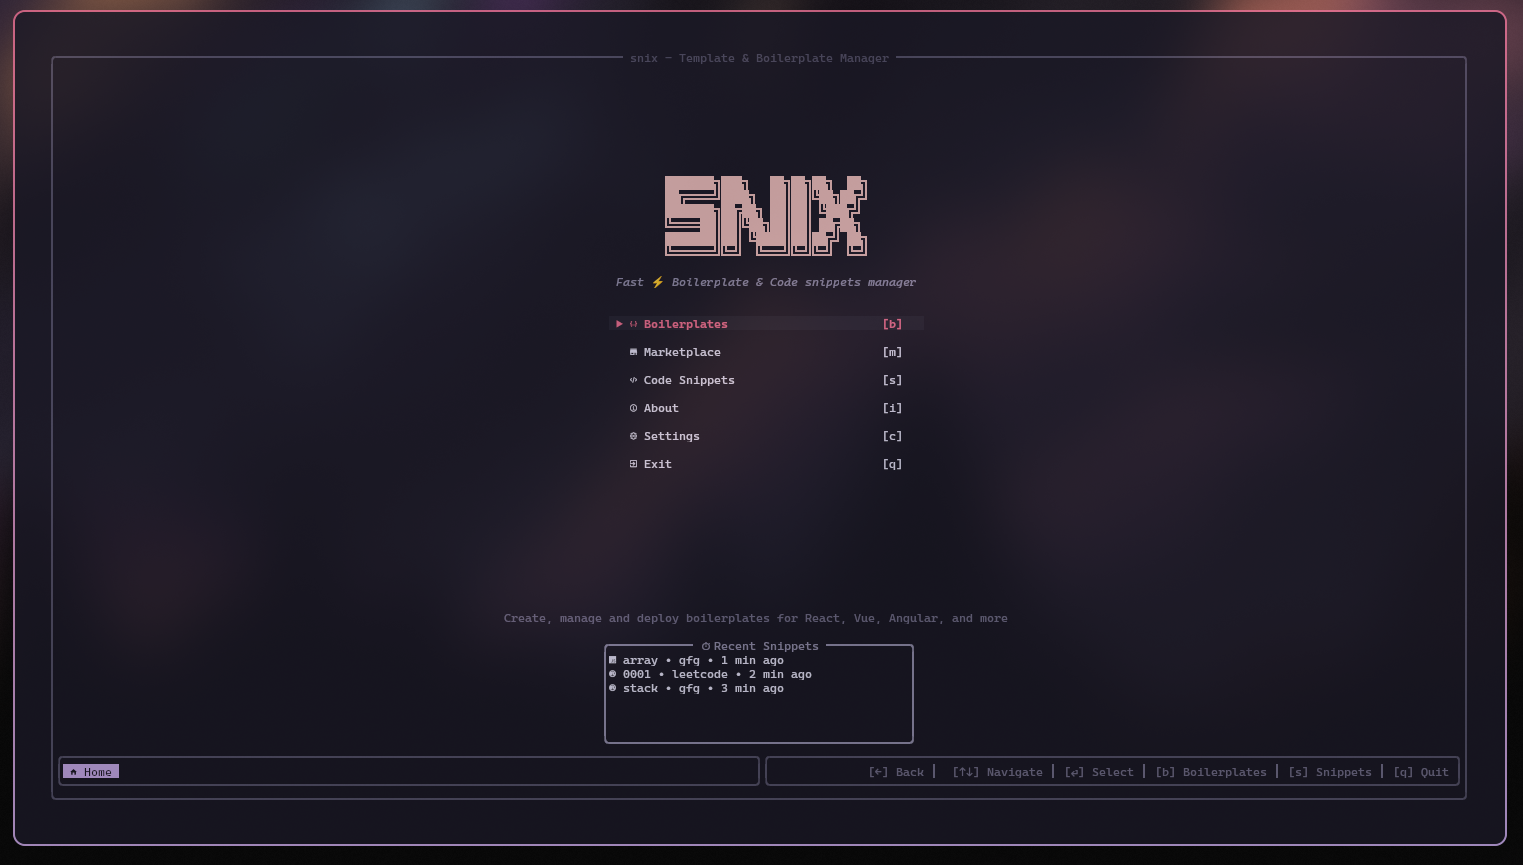 snix – Template & Boilerplate Manager
SNIX
Fast ⚡ Boilerplate & Code snippets manager
▶ Boilerplates [b]
Marketplace [m]
Code Snippets [s]
About [i]
Settings [c]
Exit [q]
Create, manage and deploy boilerplates for React, Vue, Angular, and more
Recent Snippets
array • gfg • 1 min ago
0001 • leetcode • 2 min ago
stack • gfg • 3 min ago
Home
[←] Back | [↑↓] Navigate | [↵] Select | [b] Boilerplates | [s] Snippets | [q] Quit